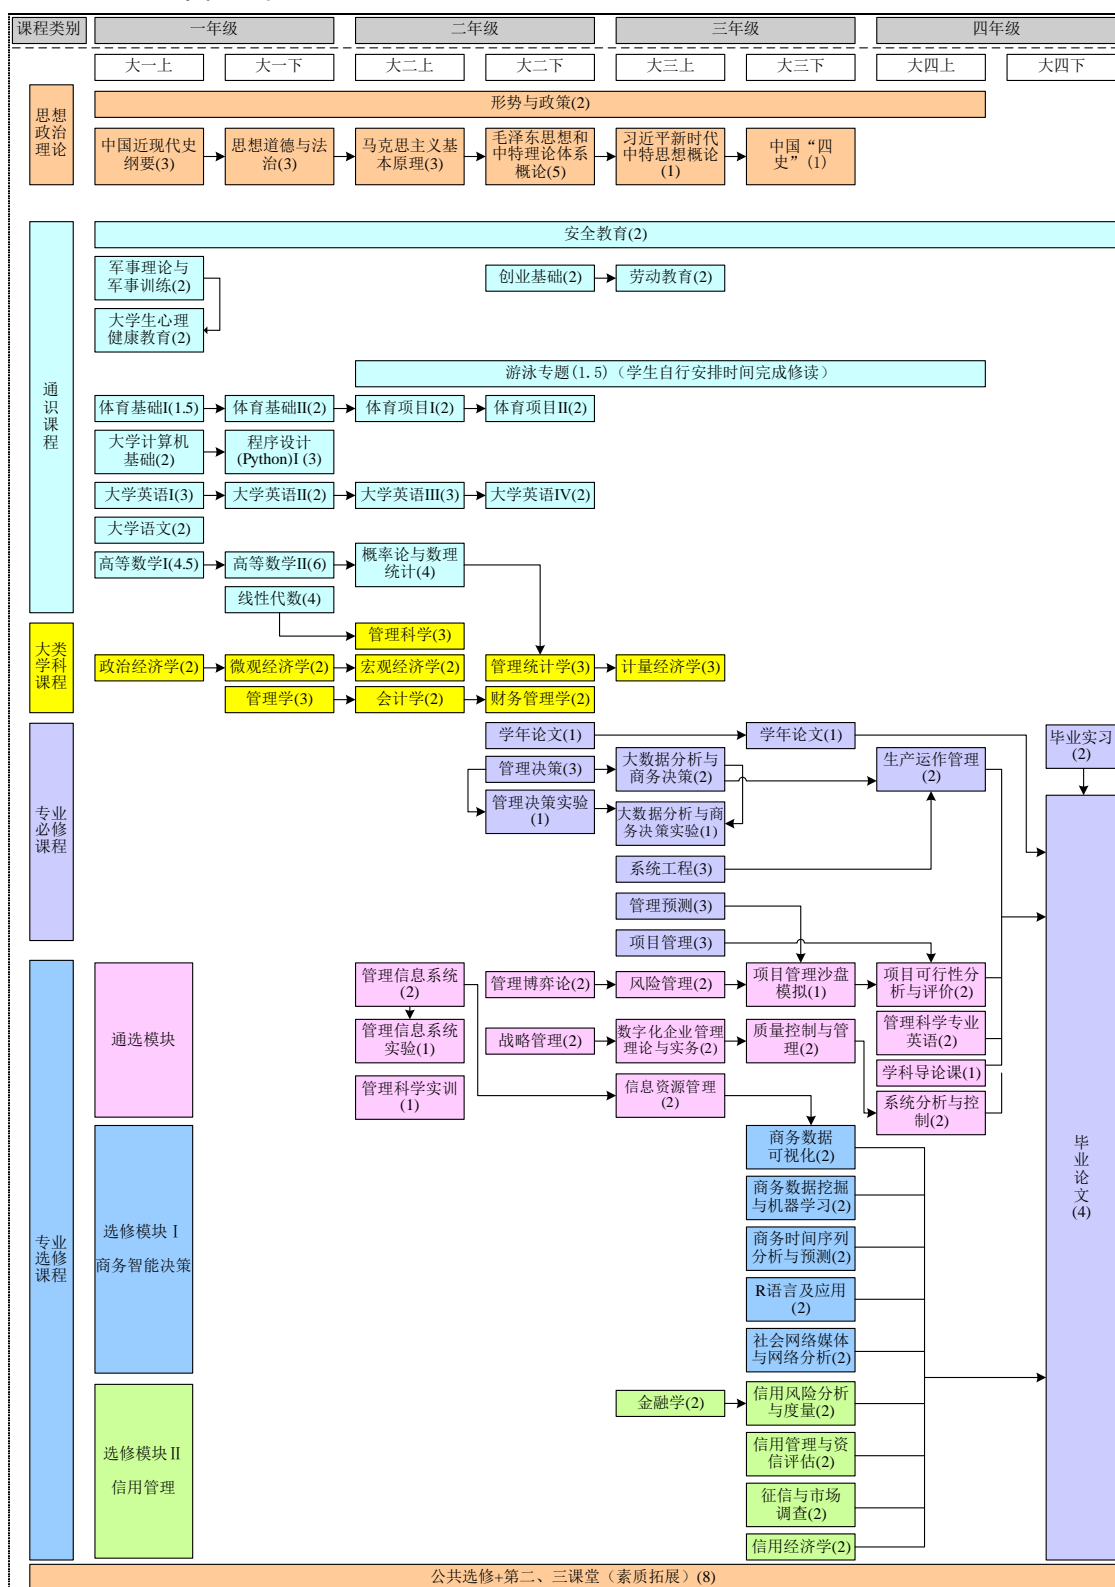 课程类别
一年级
二年级
三年级
四年级
大一上
大一下
大二上
大二下
大三上
大三下
大四上
大四下
思想
政治
理论
形势与政策(2)
中国近现代史
纲要(3)
思想道德与法
治(3)
马克思主义基
本原理(3)
毛泽东思想和
中特理论体系
概论(5)
习近平新时代
中特思想概论
(1)
中国“四
史”(1)
通
识
课
程
安全教育(2)
军事理论与
军事训练(2)
创业基础(2)
劳动教育(2)
大学生心理
健康教育(2)
游泳专题(1.5)（学生自行安排时间完成修读）
体育基础I(1.5)
体育基础II(2)
体育项目I(2)
体育项目II(2)
大学计算机
基础(2)
程序设计
(Python)I (3)
大学英语I(3)
大学英语II(2)
大学英语III(3)
大学英语IV(2)
大学语文(2)
高等数学I(4.5)
高等数学II(6)
概率论与数理
统计(4)
线性代数(4)
大类
学科
课程
管理科学(3)
政治经济学(2)
微观经济学(2)
宏观经济学(2)
管理统计学(3)
计量经济学(3)
管理学(3)
会计学(2)
财务管理学(2)
专业
必修
课程
学年论文(1)
学年论文(1)
毕业实习
(2)
管理决策(3)
大数据分析与
商务决策(2)
生产运作管理
(2)
管理决策实验
(1)
大数据分析与商
务决策实验(1)
系统工程(3)
管理预测(3)
项目管理(3)
专业
选修
课程
通选模块
管理信息系统
(2)
管理博弈论(2)
风险管理(2)
项目管理沙盘
模拟(1)
项目可行性分
析与评价(2)
管理信息系统
实验(1)
战略管理(2)
数字化企业管理
理论与实务(2)
质量控制与管
理(2)
管理科学专业
英语(2)
学科导论课(1)
管理科学实训
(1)
信息资源管理
(2)
系统分析与控
制(2)
毕
业
论
文
(4)
选修模块Ⅰ
商务智能决策
商务数据
可视化(2)
商务数据挖掘
与机器学习(2)
商务时间序列
分析与预测(2)
R语言及应用
(2)
社会网络媒体
与网络分析(2)
选修模块Ⅱ
信用管理
金融学(2)
信用风险分析
与度量(2)
信用管理与资
信评估(2)
征信与市场
调查(2)
信用经济学(2)
公共选修+第二、三课堂（素质拓展）(8)